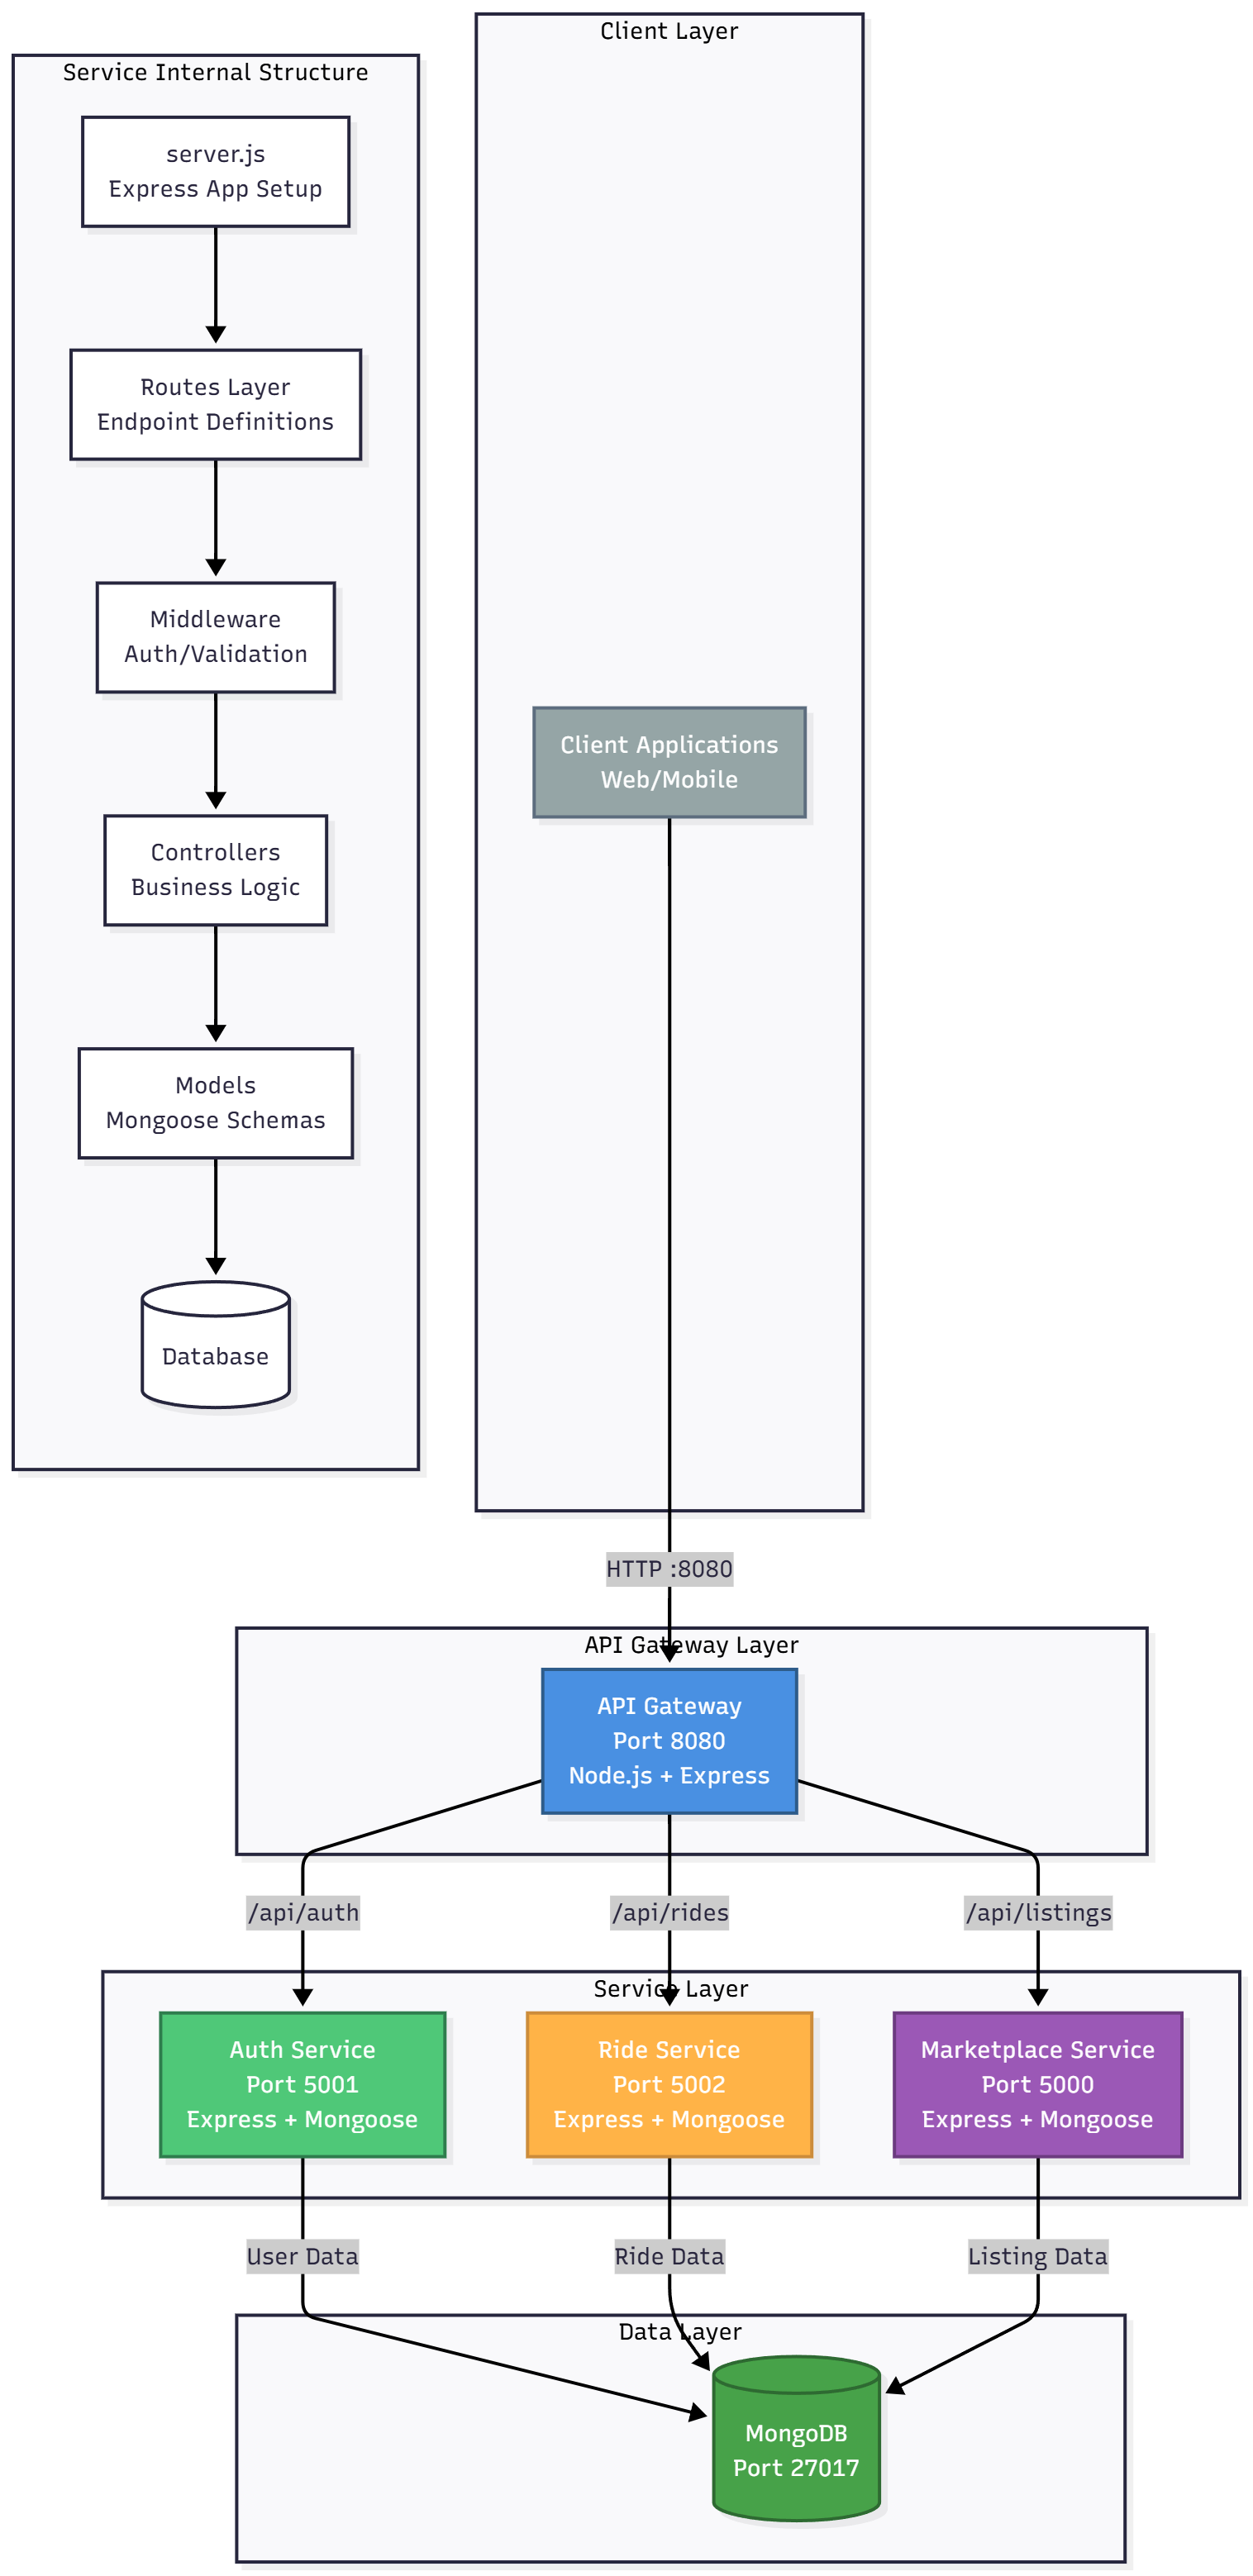 Client Layer
Service Internal Structure
server.js
Express App Setup
Routes Layer
Endpoint Definitions
Middleware
Auth/Validation
Controllers
Business Logic
Models
Mongoose Schemas
Database
Client Applications
Web/Mobile
HTTP :8080
API Gateway Layer
API Gateway
Port 8080
Node.js + Express
/api/auth
/api/rides
/api/listings
Service Layer
Auth Service
Port 5001
Express + Mongoose
Ride Service
Port 5002
Express + Mongoose
Marketplace Service
Port 5000
Express + Mongoose
User Data
Ride Data
Listing Data
Data Layer
MongoDB
Port 27017